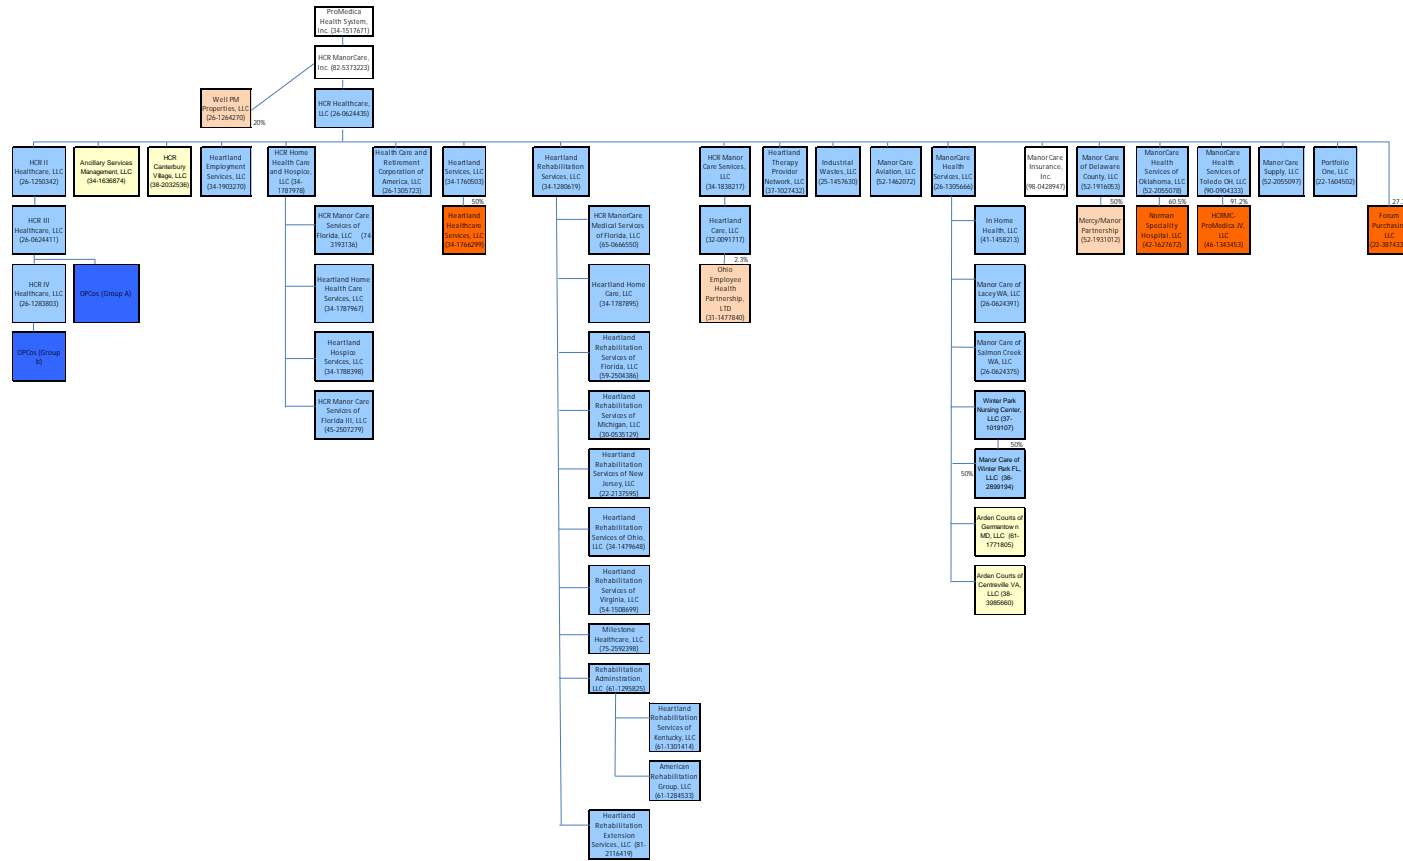 ProMedica
Health System,
Inc. (34-1517671)
HCR ManorCare,
Inc. (82-5373223)
Well PM
Properties, LLC
(26-1264270)
20%
HCR Healthcare,
LLC (26-0624435)
HCR II
Healthcare, LLC
(26-1250342)
Ancillary Services
Management, LLC
(34-1636874)
HCR
Canterbury
Village, LLC
(38-2032536)
Heartland
Employment
Services, LLC
(34-1903270)
HCR Home
Health Care
and Hospice,
LLC (34-
1787978)
Health Care and
Retirement
Corporation of
America, LLC
(26-1305723)
Heartland
Services, LLC
(34-1760503)
Heartland
Rehabilitation
Services, LLC
(34-1280619)
HCR Manor
Care Services,
LLC
(34-1838217)
Heartland
Therapy
Provider
Network, LLC
(37-1027432)
Industrial
Wastes, LLC
(25-1457630)
Manor Care
Aviation, LLC
(52-1462072)
ManorCare
Health
Services, LLC
(26-1305666)
Manor Care
Insurance,
Inc.
(98-0428947)
Manor Care
of Delaware
County, LLC
(52-1916053)
ManorCare
Health
Services of
Oklahoma, LLC
(52-2055078)
ManorCare
Health
Services of
Toledo OH, LLC
(90-0904333)
Manor Care
Supply, LLC
(52-2055097)
Portfolio
One, LLC
(22-1604502)
HCR III
Healthcare, LLC
(26-0624411)
HCR IV
Healthcare, LLC
(26-1283803)
OPCos (Group A)
OPCos (Group
b)
HCR Manor Care
Services of
Florida, LLC (74-
3193136)
Heartland Home
Health Care
Services, LLC
(34-1787967)
Heartland
Hospice
Services, LLC
(34-1788398)
HCR Manor Care
Services of
Florida III, LLC
(45-2507279)
50%
Heartland
Healthcare
Services, LLC
(34-1766299)
HCR ManorCare
Medical Services
of Florida, LLC
(65-0666550)
Heartland Home
Care, LLC
(34-1787895)
Heartland
Rehabilitation
Services of
Florida, LLC
(59-2504386)
Heartland
Rehabilitation
Services of
Michigan, LLC
(30-0535129)
Heartland
Rehabilitation
Services of New
Jersey, LLC
(22-2137595)
Heartland
Rehabilitation
Services of Ohio,
LLC (34-1479648)
Heartland
Rehabilitation
Services of
Virginia, LLC
(54-1508699)
Milestone
Healthcare, LLC
(75-2592398)
Rehabilitation
Adminstration,
LLC (61-1295825)
Heartland
Rehabilitation
Services of
Kentucky, LLC
(61-1301414)
American
Rehabilitation
Group, LLC
(61-1284533)
Heartland
Rehabilitation
Extension
Services, LLC (81-
2116419)
Heartland
Care, LLC
(32-0091717)
2.3%
Ohio
Employee
Health
Partnership,
LTD
(31-1477840)
In Home
Health, LLC
(41-1458213)
Manor Care of
Lacey WA, LLC
(26-0624391)
Manor Care of
Salmon Creek
WA, LLC
(26-0624375)
Winter Park
Nursing Center,
LLC (37-
1019107)
50%
50%
Manor Care of
Winter Park FL,
LLC (36-
2899194)
Arden Courts of
Germantown
MD, LLC (61-
1771805)
Arden Courts of
Centreville VA,
LLC (38-
3985660)
50%
Mercy/Manor
Partnership
(52-1931012)
60.5%
Norman
Speciality
Hospital, LLC
(42-1627672)
91.2%
HCRMC-
ProMedica JV,
LLC
(46-1343453)
27.
Forum
LLC